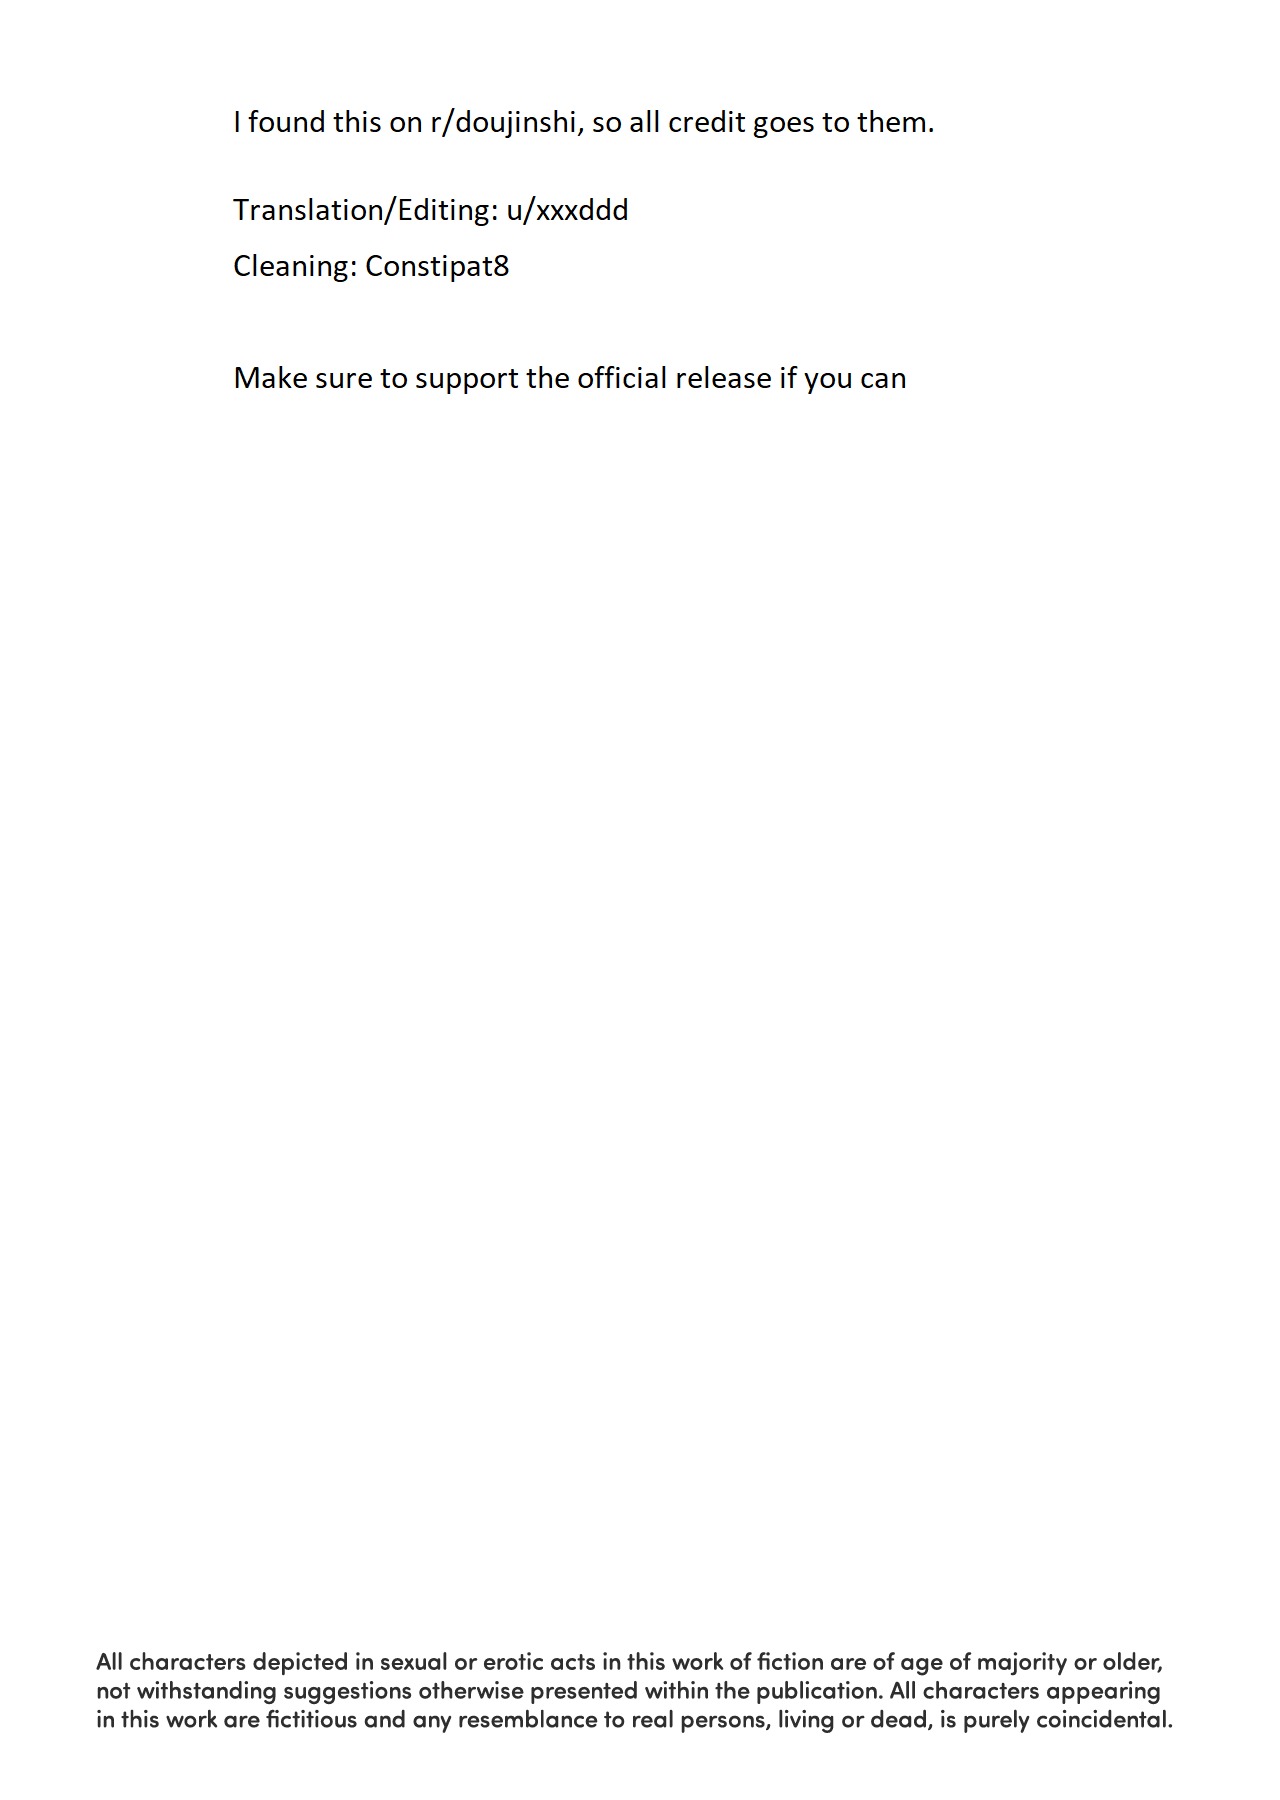 I found this on r/doujinshi, so all credit goes to them.
Translation/Editing: u/xxxddd
Cleaning: Constipat8
Make sure to support the official release if you can
All characters depicted in sexual or erotic acts in this work of fiction are of age of majority or older,
not withstanding suggestions otherwise presented within the publication. All characters appearing
in this work are fictitious and any resemblance to real persons, living or dead, is purely coincidental.